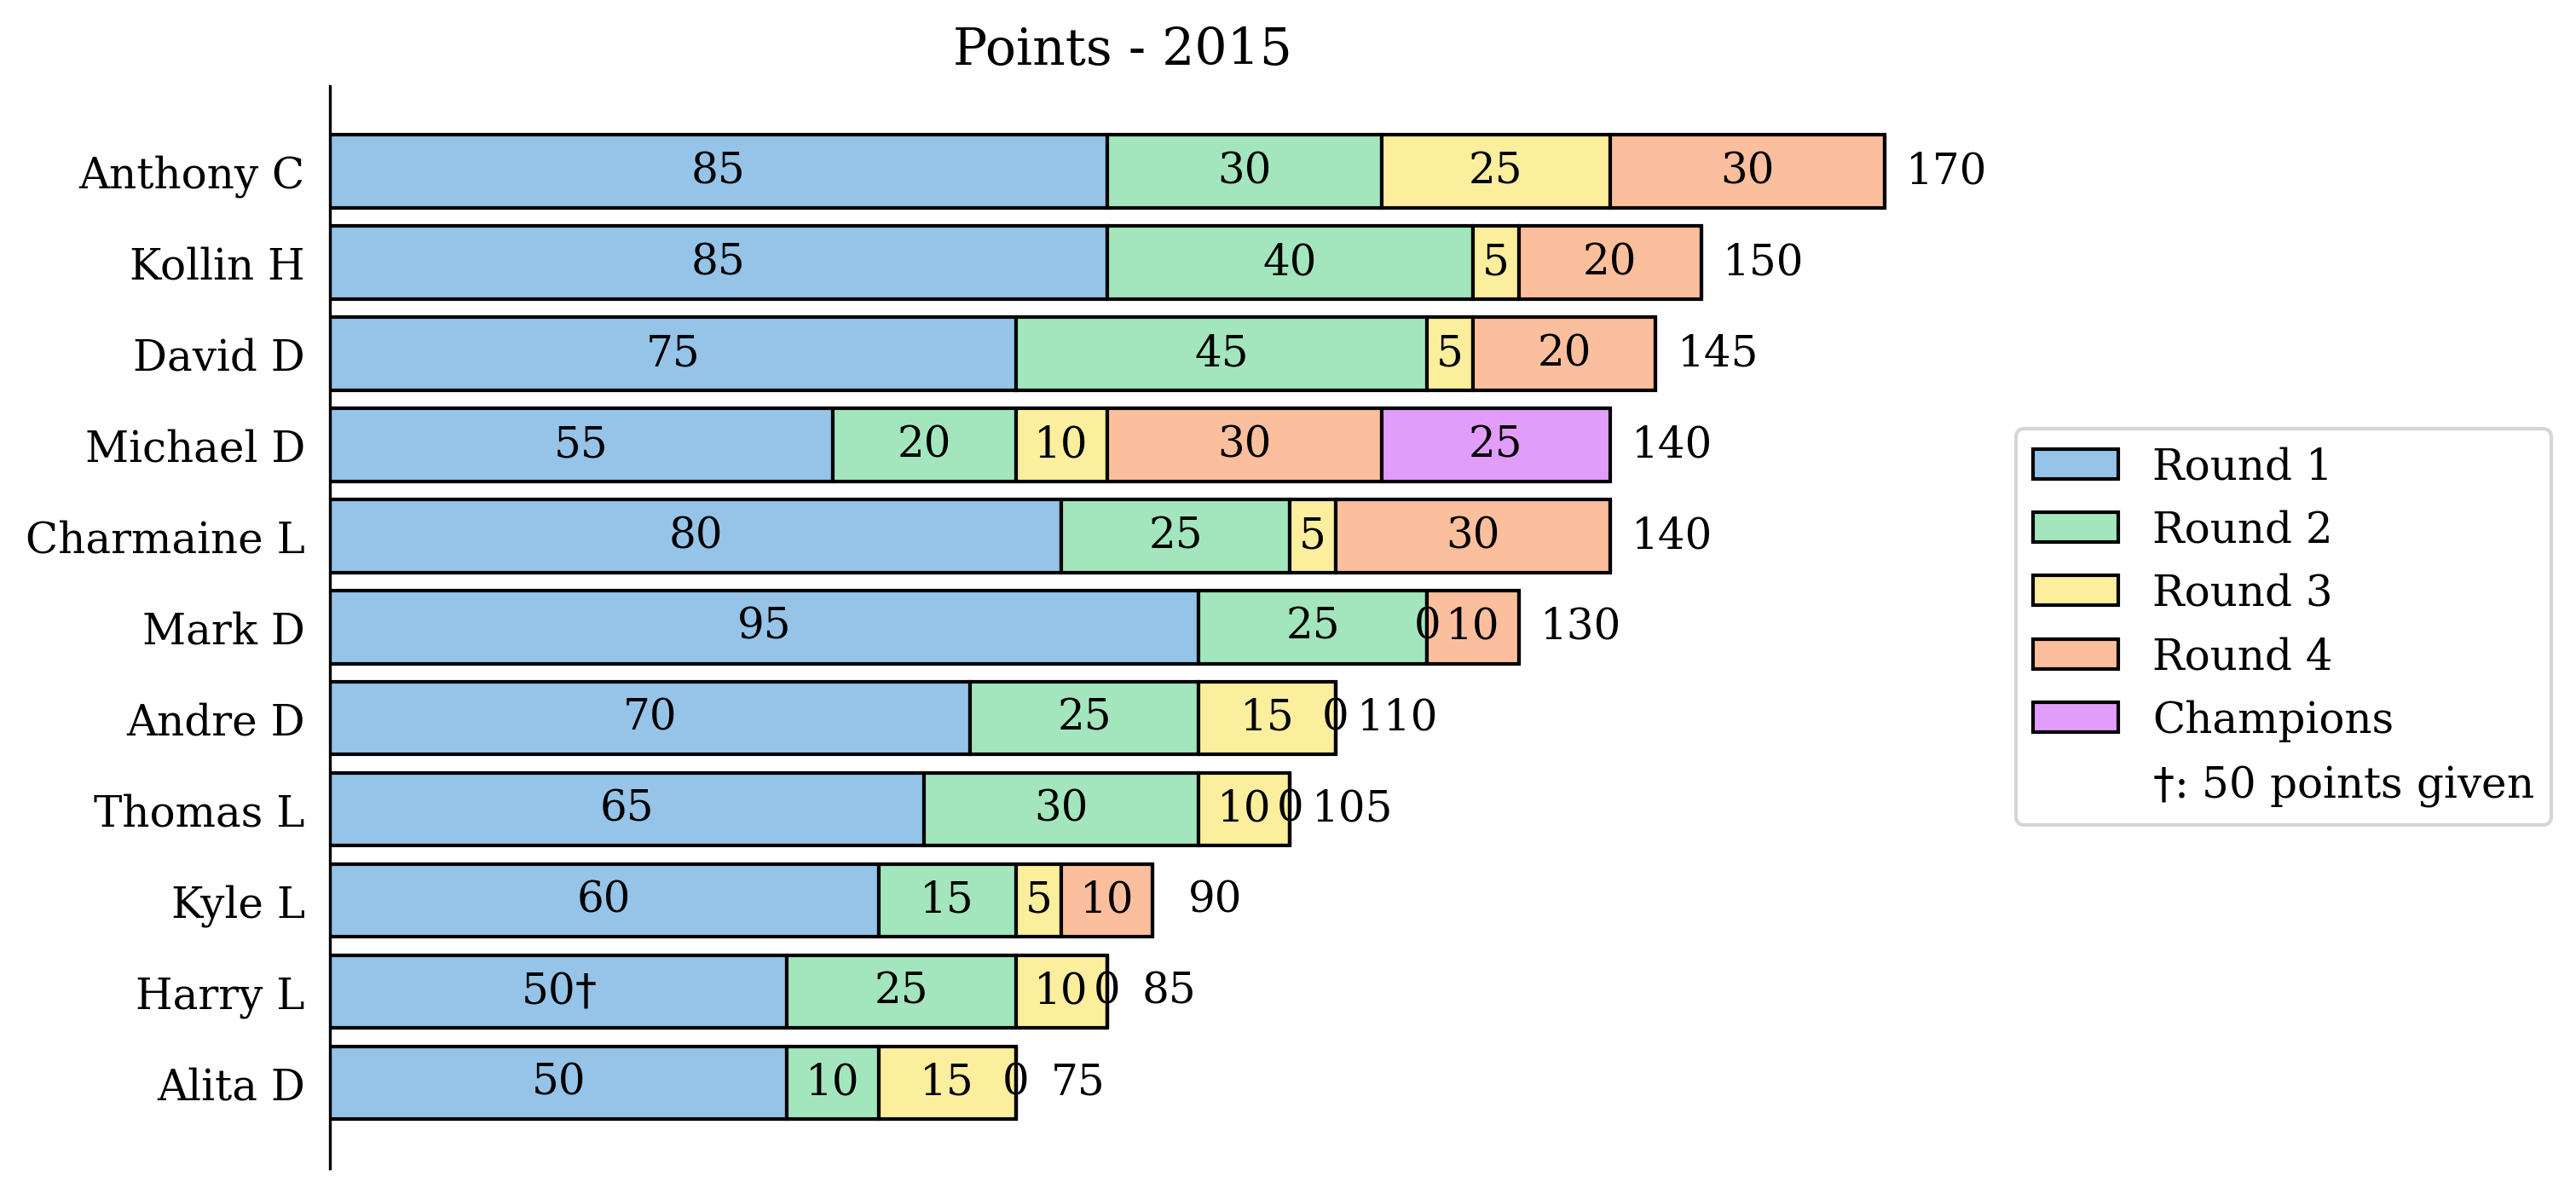 Points - 2015
Anthony C 85 30 25 30 170
Kollin H 85 40 5 20 150
David D 75 45 5 20 145
Michael D 55 20 10 30 25 140
Charmaine L 80 25 5 30 140
Mark D 95 25 0 10 130
Andre D 70 25 15 0 110
Thomas L 65 30 10 0 105
Kyle L 60 15 5 10 90
Harry L 50† 25 10 0 85
Alita D 50 10 15 0 75
Round 1
Round 2
Round 3
Round 4
Champions
†: 50 points given